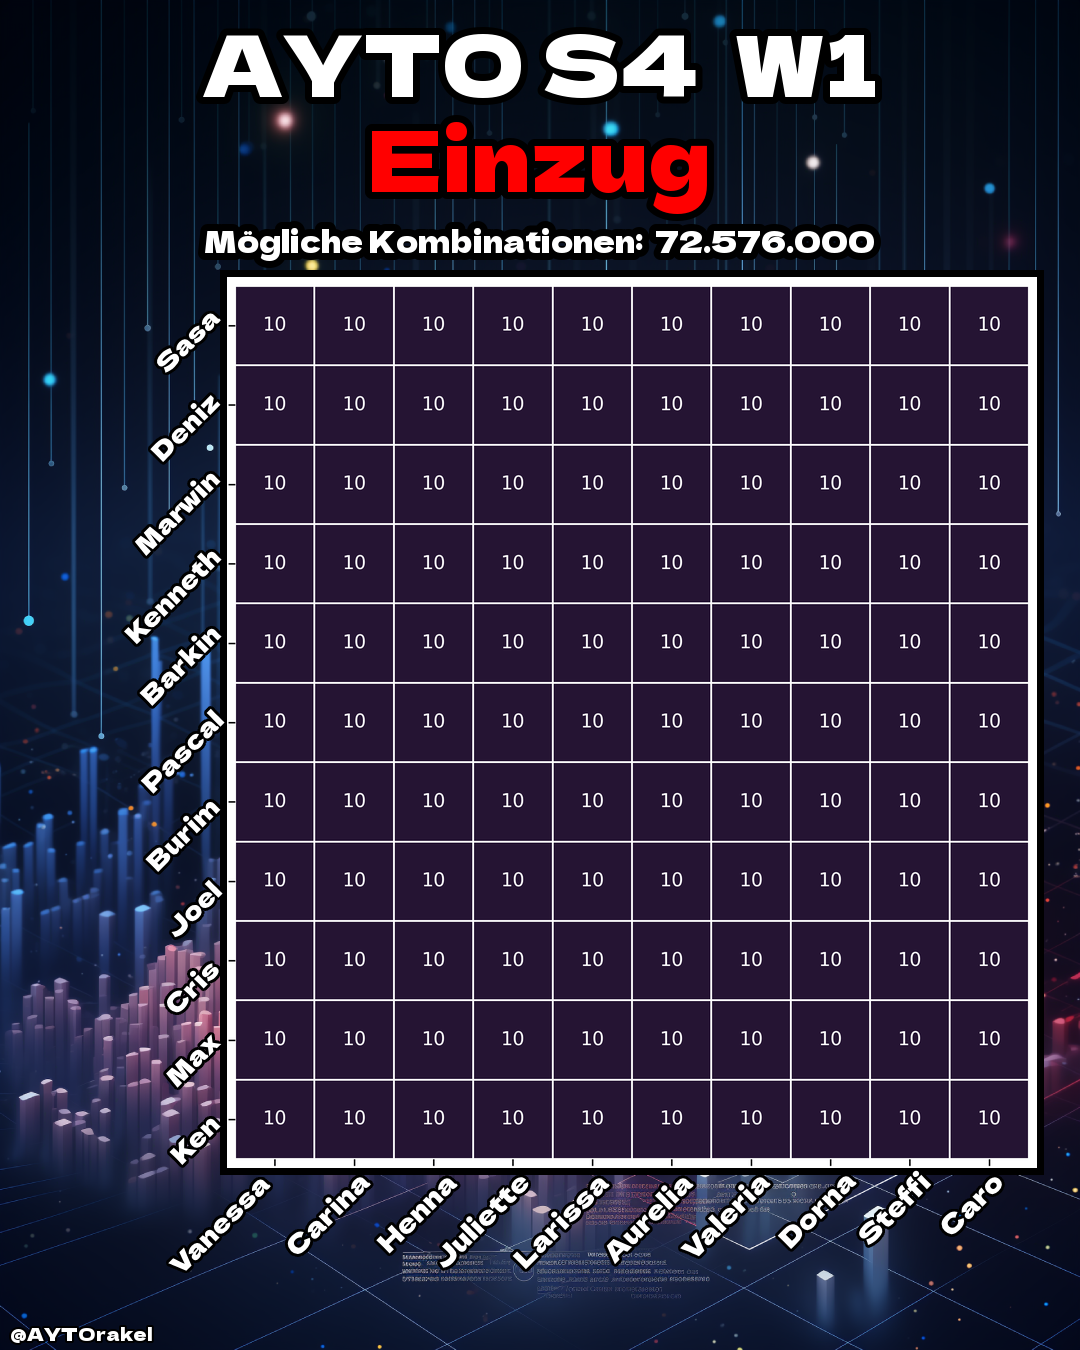 AYTO S4 W1
Einzug
Mögliche Kombinationen: 72.576.000
Sasa 10 10 10 10 10 10 10 10 10 10
Deniz 10 10 10 10 10 10 10 10 10 10
Marwin 10 10 10 10 10 10 10 10 10 10
Kenneth 10 10 10 10 10 10 10 10 10 10
Barkin 10 10 10 10 10 10 10 10 10 10
Pascal 10 10 10 10 10 10 10 10 10 10
Burim 10 10 10 10 10 10 10 10 10 10
Joel 10 10 10 10 10 10 10 10 10 10
Cris 10 10 10 10 10 10 10 10 10 10
Max 10 10 10 10 10 10 10 10 10 10
Ken 10 10 10 10 10 10 10 10 10 10
Vanessa Carina Henna Juliette Larissa Aurelia Valeria Dorna Steffi Caro
@AYTOrakel